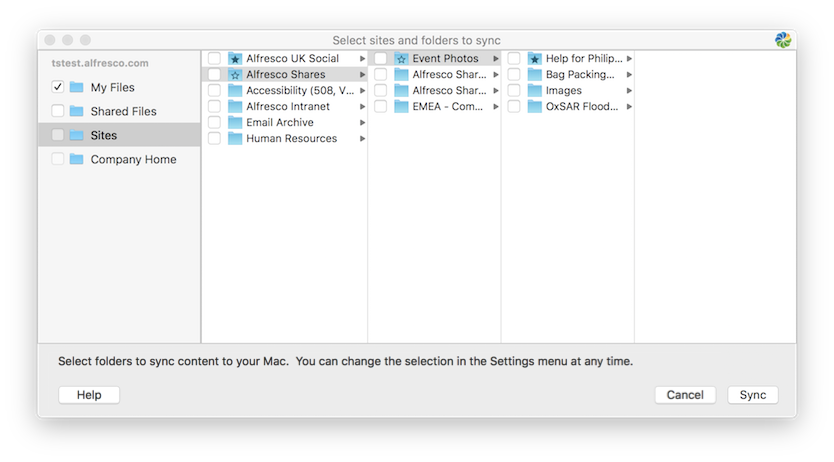 Select sites and folders to sync
tstest.alfresco.com
My Files
Shared Files
Sites
Company Home
Alfresco UK Social
Alfresco Shares
Accessibility (508, V...
Alfresco Intranet
Email Archive
Human Resources
Event Photos
Alfresco Shar...
Alfresco Shar...
EMEA - Com...
Help for Philip...
Bag Packing...
Images
OxSAR Flood...
Select folders to sync content to your Mac.  You can change the selection in the Settings menu at any time.
Help
Cancel
Sync